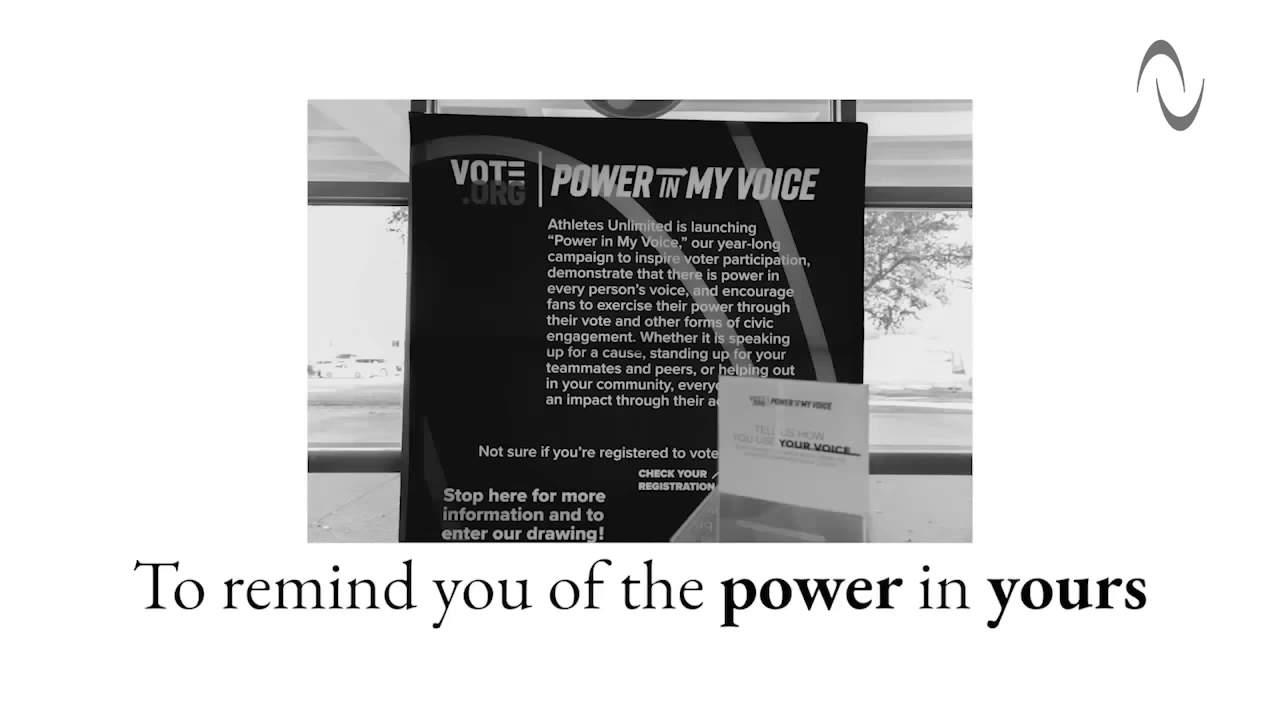 VOTE
.ORG
POWER IN MY VOICE
Athletes Unlimited is launching
“Power in My Voice,” our year-long
campaign to inspire voter participation,
demonstrate that there is power in
every person’s voice, and encourage
fans to exercise their power through
their vote and other forms of civic
engagement. Whether it is speaking
up for a cause, standing up for your
teammates and peers, or helping out
in your community,
an impact through their
Not sure if you’re registered to vote
CHECK YOUR
REGISTRATION
Stop here for more
information and to
enter our drawing!
VOTE
.ORG
POWER IN MY VOICE
TELL US HOW
YOU USE YOUR VOICE
To remind you of the power in yours